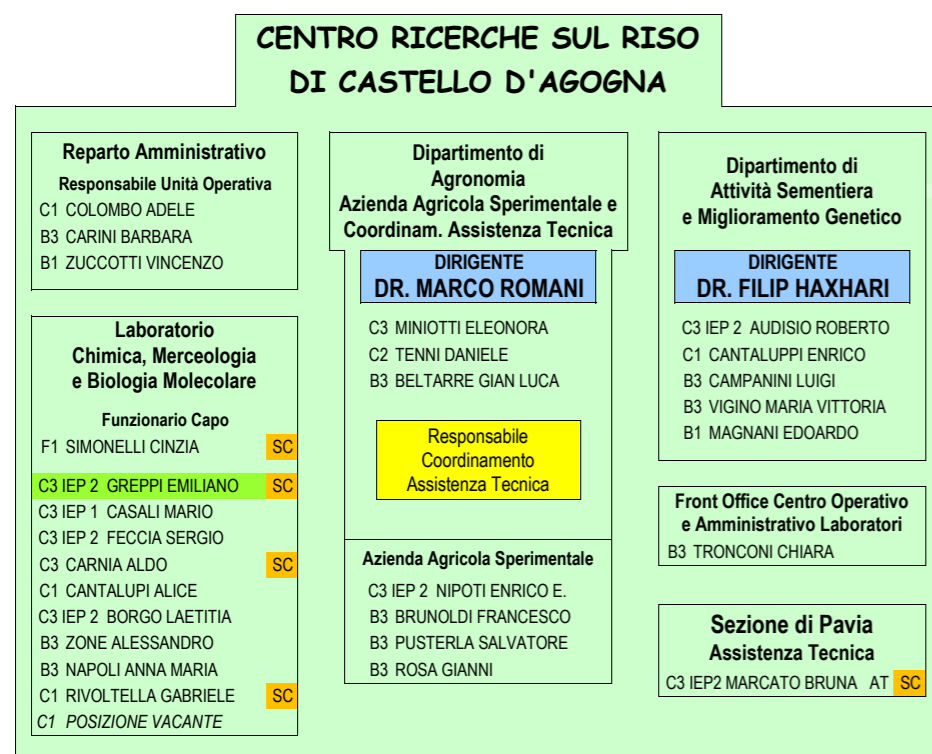 CENTRO RICERCHE SUL RISO
DI CASTELLO D'AGOGNA
Reparto Amministrativo
Responsabile Unità Operativa
C1 COLOMBO ADELE
B3 CARINI BARBARA
B1 ZUCCOTTI VINCENZO
Laboratorio
Chimica, Merceologia
e Biologia Molecolare
Funzionario Capo
F1 SIMONELLI CINZIA SC
C3 IEP 2 GREPPI EMILIANO SC
C3 IEP 1 CASALI MARIO
C3 IEP 2 FECCIA SERGIO
C3 CARNIA ALDO SC
C1 CANTALUPI ALICE
C3 IEP 2 BORGO LAETITIA
B3 ZONE ALESSANDRO
B3 NAPOLI ANNA MARIA
C1 RIVOLTELLA GABRIELE SC
C1 POSIZIONE VACANTE
Dipartimento di
Agronomia
Azienda Agricola Sperimentale e
Coordinam. Assistenza Tecnica
DIRIGENTE
DR. MARCO ROMANI
C3 MINIOTTI ELEONORA
C2 TENNI DANIELE
B3 BELTARRE GIAN LUCA
Responsabile
Coordinamento
Assistenza Tecnica
Azienda Agricola Sperimentale
C3 IEP 2 NIPOTI ENRICO E.
B3 BRUNOLDI FRANCESCO
B3 PUSTERLA SALVATORE
B3 ROSA GIANNI
Dipartimento di
Attività Sementiera
e Miglioramento Genetico
DIRIGENTE
DR. FILIP HAXHARI
C3 IEP 2 AUDISIO ROBERTO
C1 CANTALUPPI ENRICO
B3 CAMPANINI LUIGI
B3 VIGINO MARIA VITTORIA
B1 MAGNANI EDOARDO
Front Office Centro Operativo
e Amministrativo Laboratori
B3 TRONCONI CHIARA
Sezione di Pavia
Assistenza Tecnica
C3 IEP2 MARCATO BRUNA AT SC